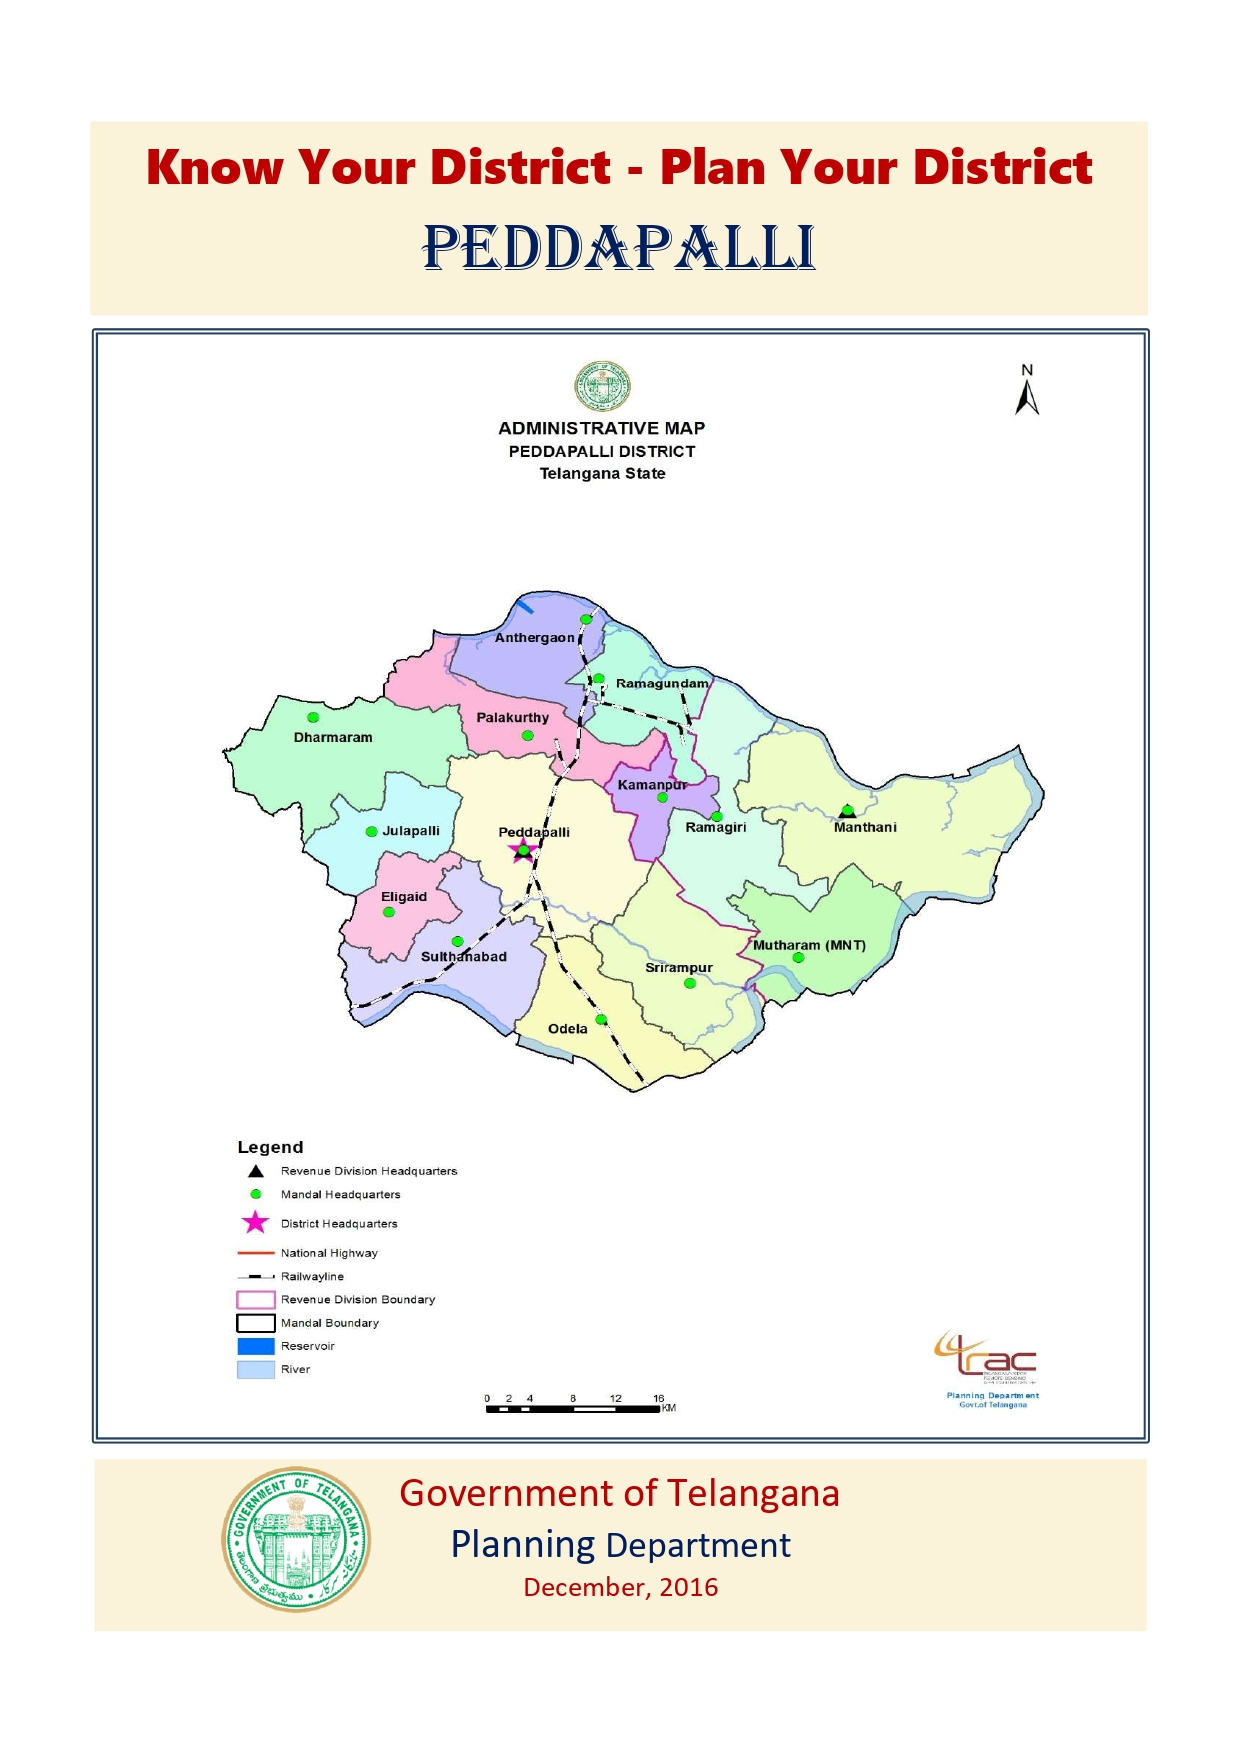 Know Your District - Plan Your District
PEDDAPALLI
N
ADMINISTRATIVE MAP
PEDDAPALLI DISTRICT
Telangana State
Anthergaon
Ramagundam
Palakurthy
Dharmaram
Kamanpur
Julapalli
Peddapalli
Ramagiri
Manthani
Eligaid
Sulthanabad
Mutharam (MNT)
Srirampur
Odela
Legend
Revenue Division Headquarters
Mandal Headquarters
District Headquarters
National Highway
Railwayline
Revenue Division Boundary
Mandal Boundary
Reservoir
River
0 2 4 8 12 16
KM
trac
Planning Department
Govt.of Telangana
GOVERNMENT OF TELANGANA
తెలంగాణ ప్రభుత్వము
Government of Telangana
Planning Department
December, 2016